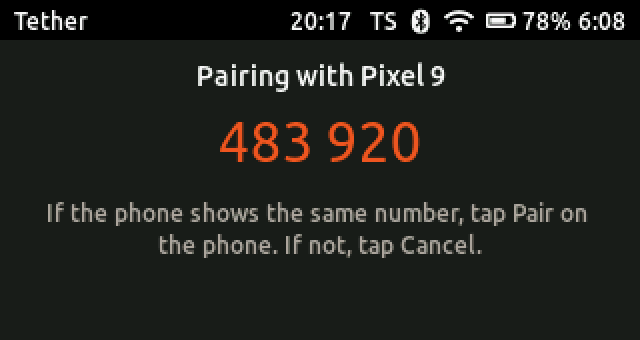 Tether 20:17 TS 78% 6:08
Pairing with Pixel 9
483 920
If the phone shows the same number, tap Pair on
the phone. If not, tap Cancel.